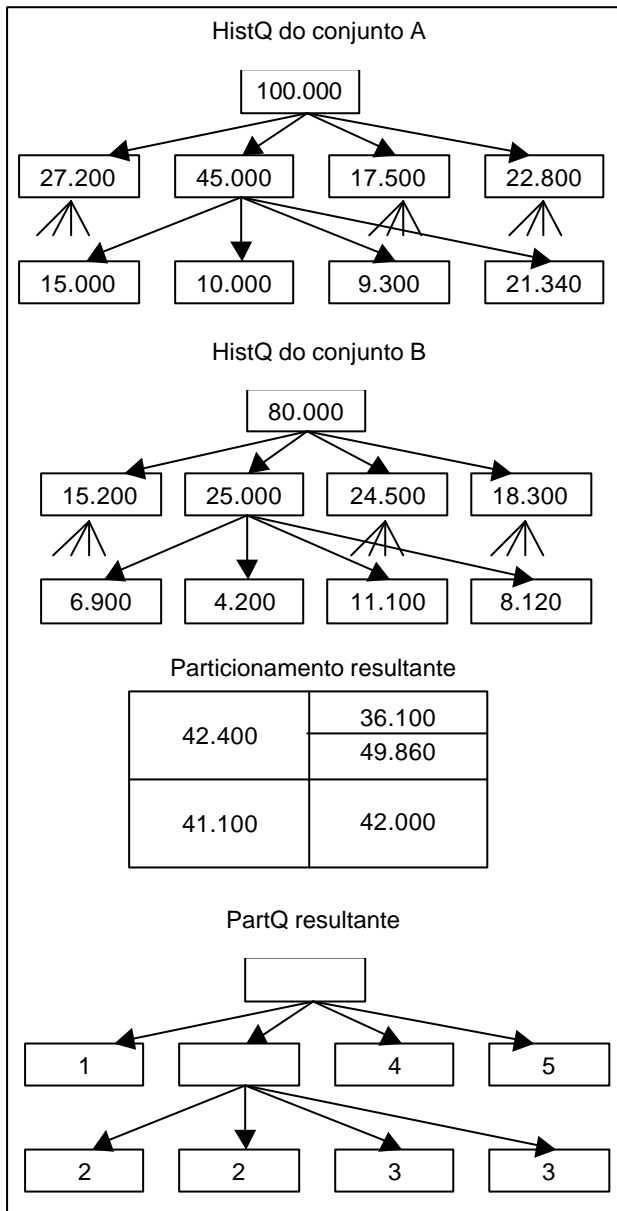 HistQ do conjunto A
100.000
27.200 45.000 17.500 22.800
15.000 10.000 9.300 21.340
HistQ do conjunto B
80.000
15.200 25.000 24.500 18.300
6.900 4.200 11.100 8.120
Particionamento resultante
42.400 36.100
49.860
41.100 42.000
PartQ resultante
1 4 5
2 2 3 3